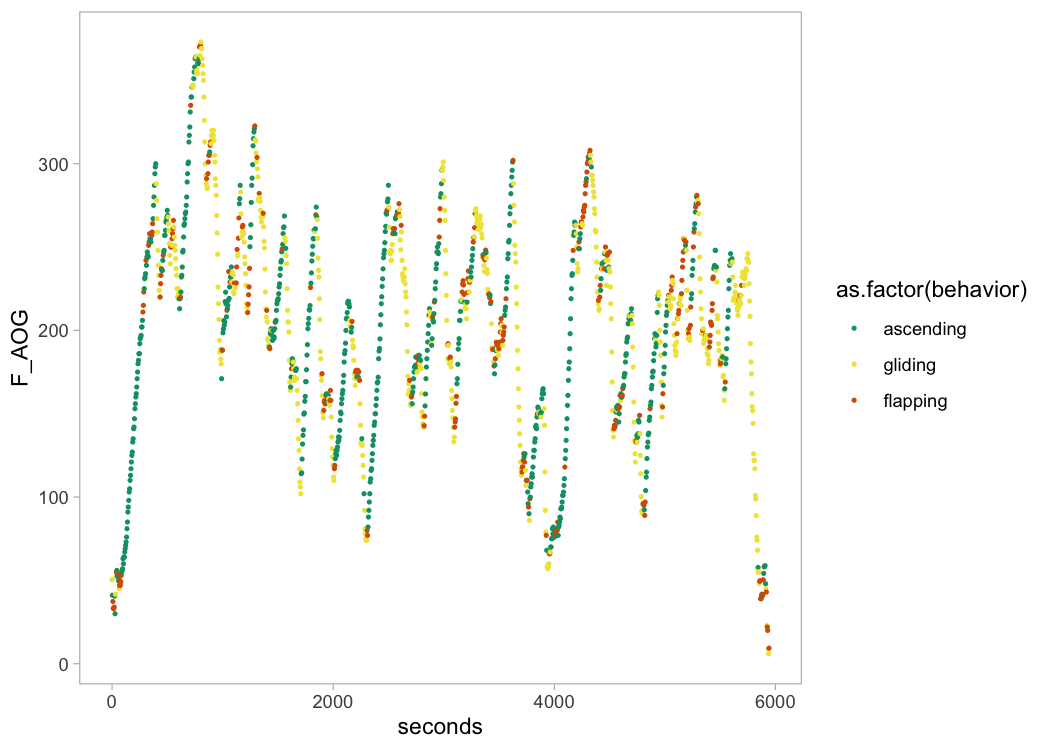 F_AOG
300
200
100
0
0 2000 4000 6000
seconds
as.factor(behavior)
ascending
gliding
flapping